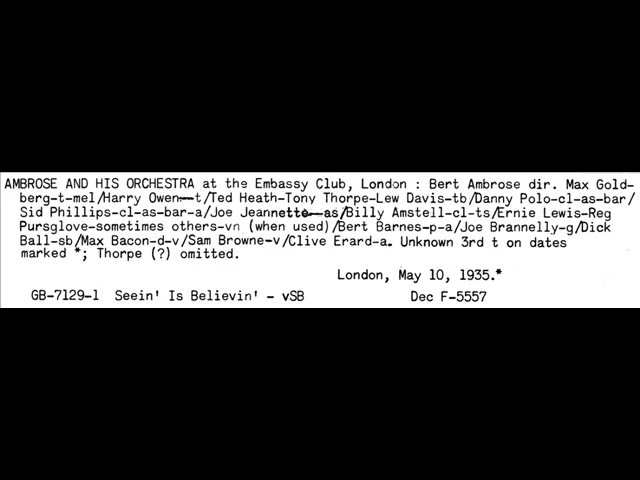 AMBROSE AND HIS ORCHESTRA at the Embassy Club, London : Bert Ambrose dir. Max Gold-
berg-t-mel/Harry Owen—t/Ted Heath-Tony Thorpe-Lew Davis-tb/Danny Polo-cl-as-bar/
Sid Phillips-cl-as-bar-a/Joe Jeannette—as/Billy Amstell-cl-ts/Ernie Lewis-Reg
Pursglove-sometimes others-vn (when used)/Bert Barnes-p-a/Joe Brannelly-g/Dick
Ball-sb/Max Bacon-d-v/Sam Browne-v/Clive Erard-a. Unknown 3rd t on dates
marked *; Thorpe (?) omitted.
London, May 10, 1935.*
GB-7129-1 Seein' Is Believin' - vSB Dec F-5557